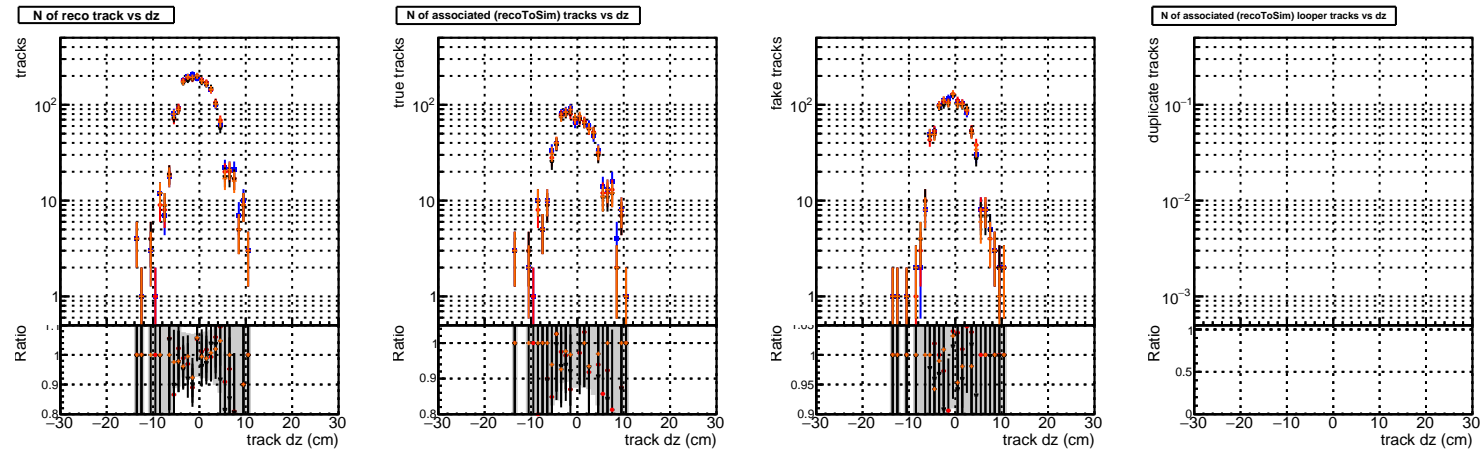 N of reco track vs dz
tracks
10²
10
1
Ratio
1.1
1
0.9
0.8
−30 −20 −10 0 10 20 30
track dz (cm)
N of associated (recoToSim) tracks vs dz
true tracks
10²
10
1
Ratio
1
0.9
0.8
−30 −20 −10 0 10 20 30
track dz (cm)
fake tracks
10²
10
1
Ratio
1.05
1
0.95
0.9
−30 −20 −10 0 10 20 30
track dz (cm)
N of associated (recoToSim) looper tracks vs dz
duplicate tracks
10⁻¹
10⁻²
10⁻³
Ratio
1
0.5
0
−30 −20 −10 0 10 20 30
track dz (cm)